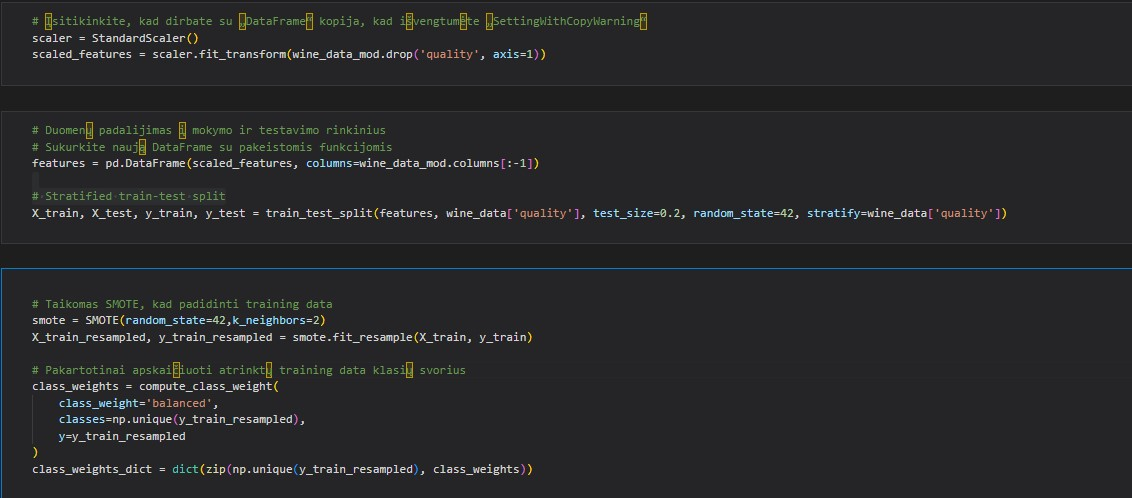 # Įsitikinkite, kad dirbate su „DataFrame“ kopija, kad išvengtumėte „SettingWithCopyWarning“
scaler = StandardScaler()
scaled_features = scaler.fit_transform(wine_data_mod.drop('quality', axis=1))
# Duomenų padalijimas į mokymo ir testavimo rinkinius
# Sukurkite naują DataFrame su pakeistomis funkcijomis
features = pd.DataFrame(scaled_features, columns=wine_data_mod.columns[:-1])
# Stratified train-test split
X_train, X_test, y_train, y_test = train_test_split(features, wine_data['quality'], test_size=0.2, random_state=42, stratify=wine_data['quality'])
# Taikomas SMOTE, kad padidinti training data
smote = SMOTE(random_state=42,k_neighbors=2)
X_train_resampled, y_train_resampled = smote.fit_resample(X_train, y_train)
# Pakartotinai apskaičiuoti atrinktų training data klasių svorius
class_weights = compute_class_weight(
class_weight='balanced',
classes=np.unique(y_train_resampled),
y=y_train_resampled
)
class_weights_dict = dict(zip(np.unique(y_train_resampled), class_weights))